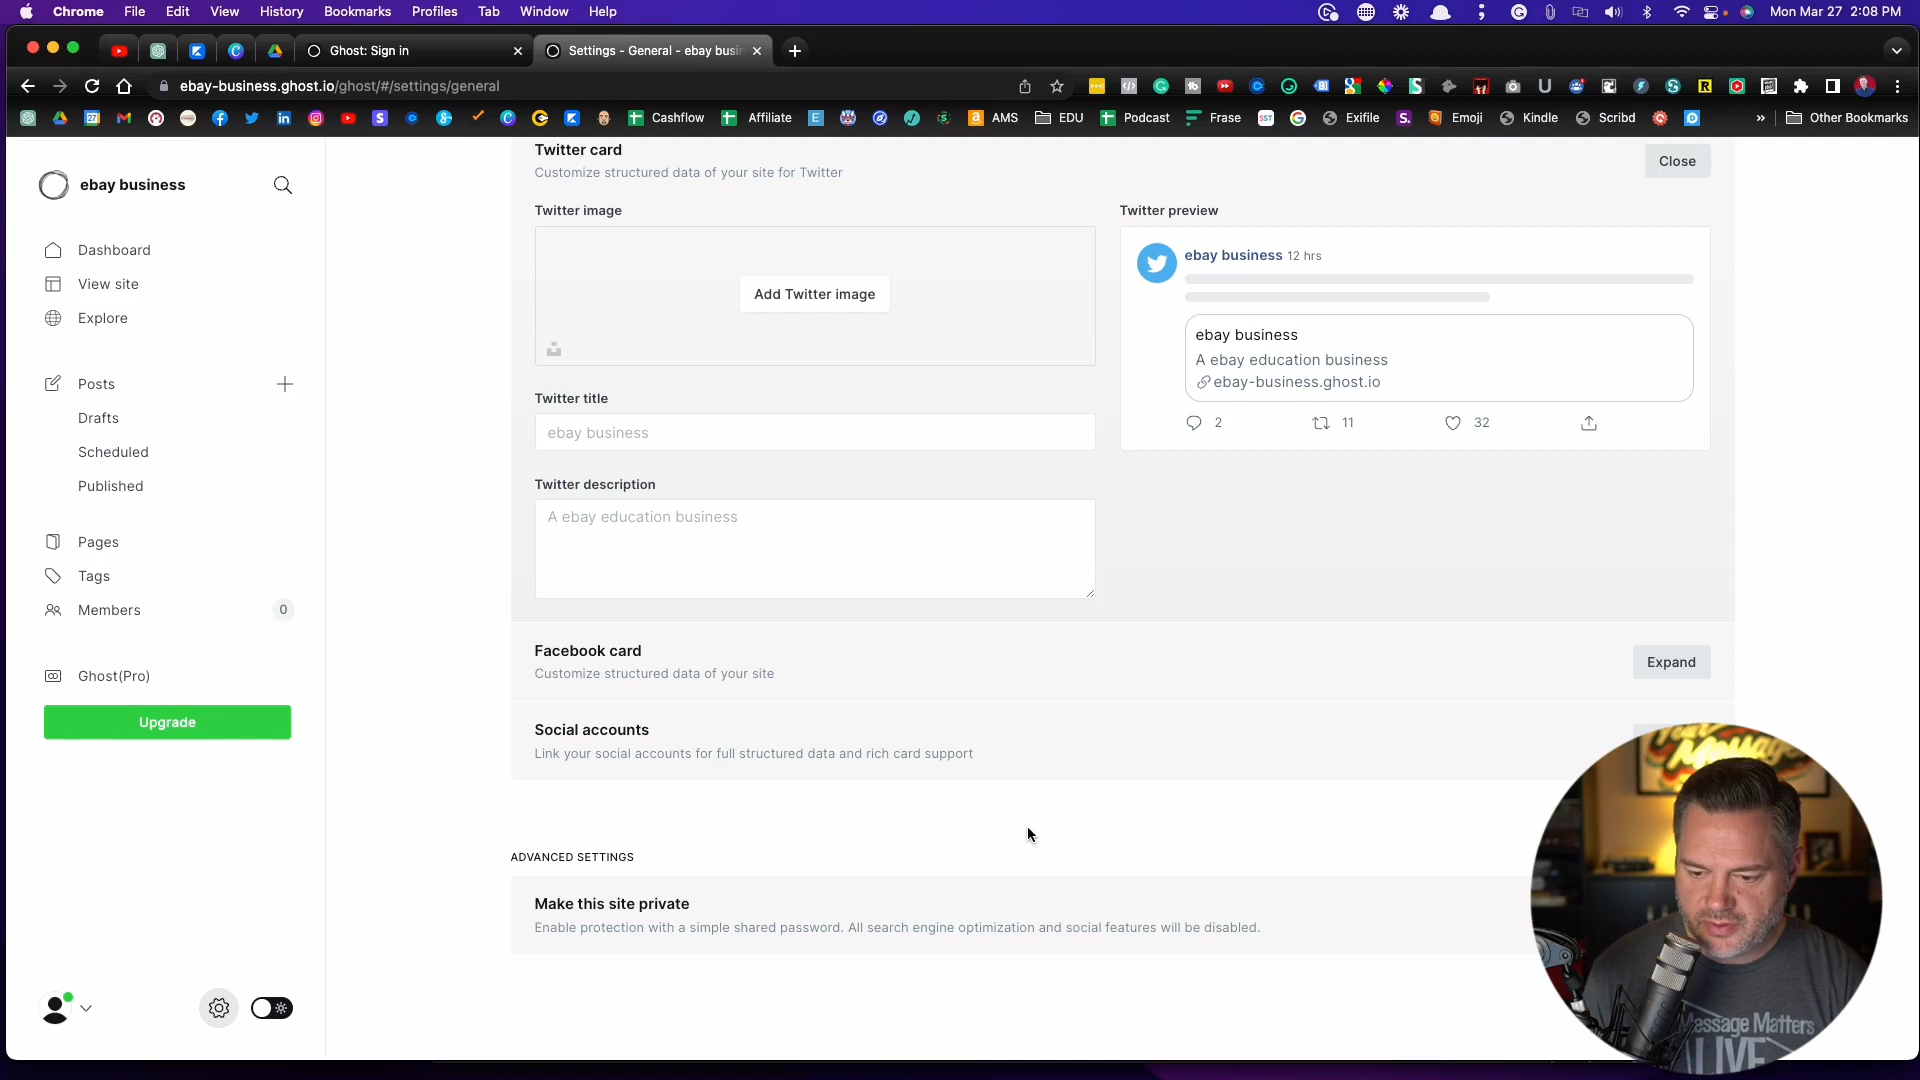 Chrome File Edit View History Bookmarks Profiles Tab Window Help
Mon Mar 27 2:08 PM
Ghost: Sign in
Settings - General - ebay busi
ebay-business.ghost.io/ghost/#/settings/general
Cashflow Affiliate AMS EDU Podcast Frase Exifile Emoji Kindle Scribd » Other Bookmarks
ebay business
Dashboard
View site
Explore
Posts
Drafts
Scheduled
Published
Pages
Tags
Members 0
Ghost(Pro)
Upgrade
Twitter card
Customize structured data of your site for Twitter
Close
Twitter image
Add Twitter image
Twitter title
ebay business
Twitter description
A ebay education business
Twitter preview
ebay business 12 hrs
ebay business
A ebay education business
ebay-business.ghost.io
2 11 32
Facebook card
Customize structured data of your site
Expand
Social accounts
Link your social accounts for full structured data and rich card support
ADVANCED SETTINGS
Make this site private
Enable protection with a simple shared password. All search engine optimization and social features will be disabled.
Message
Message Matters
LIVE